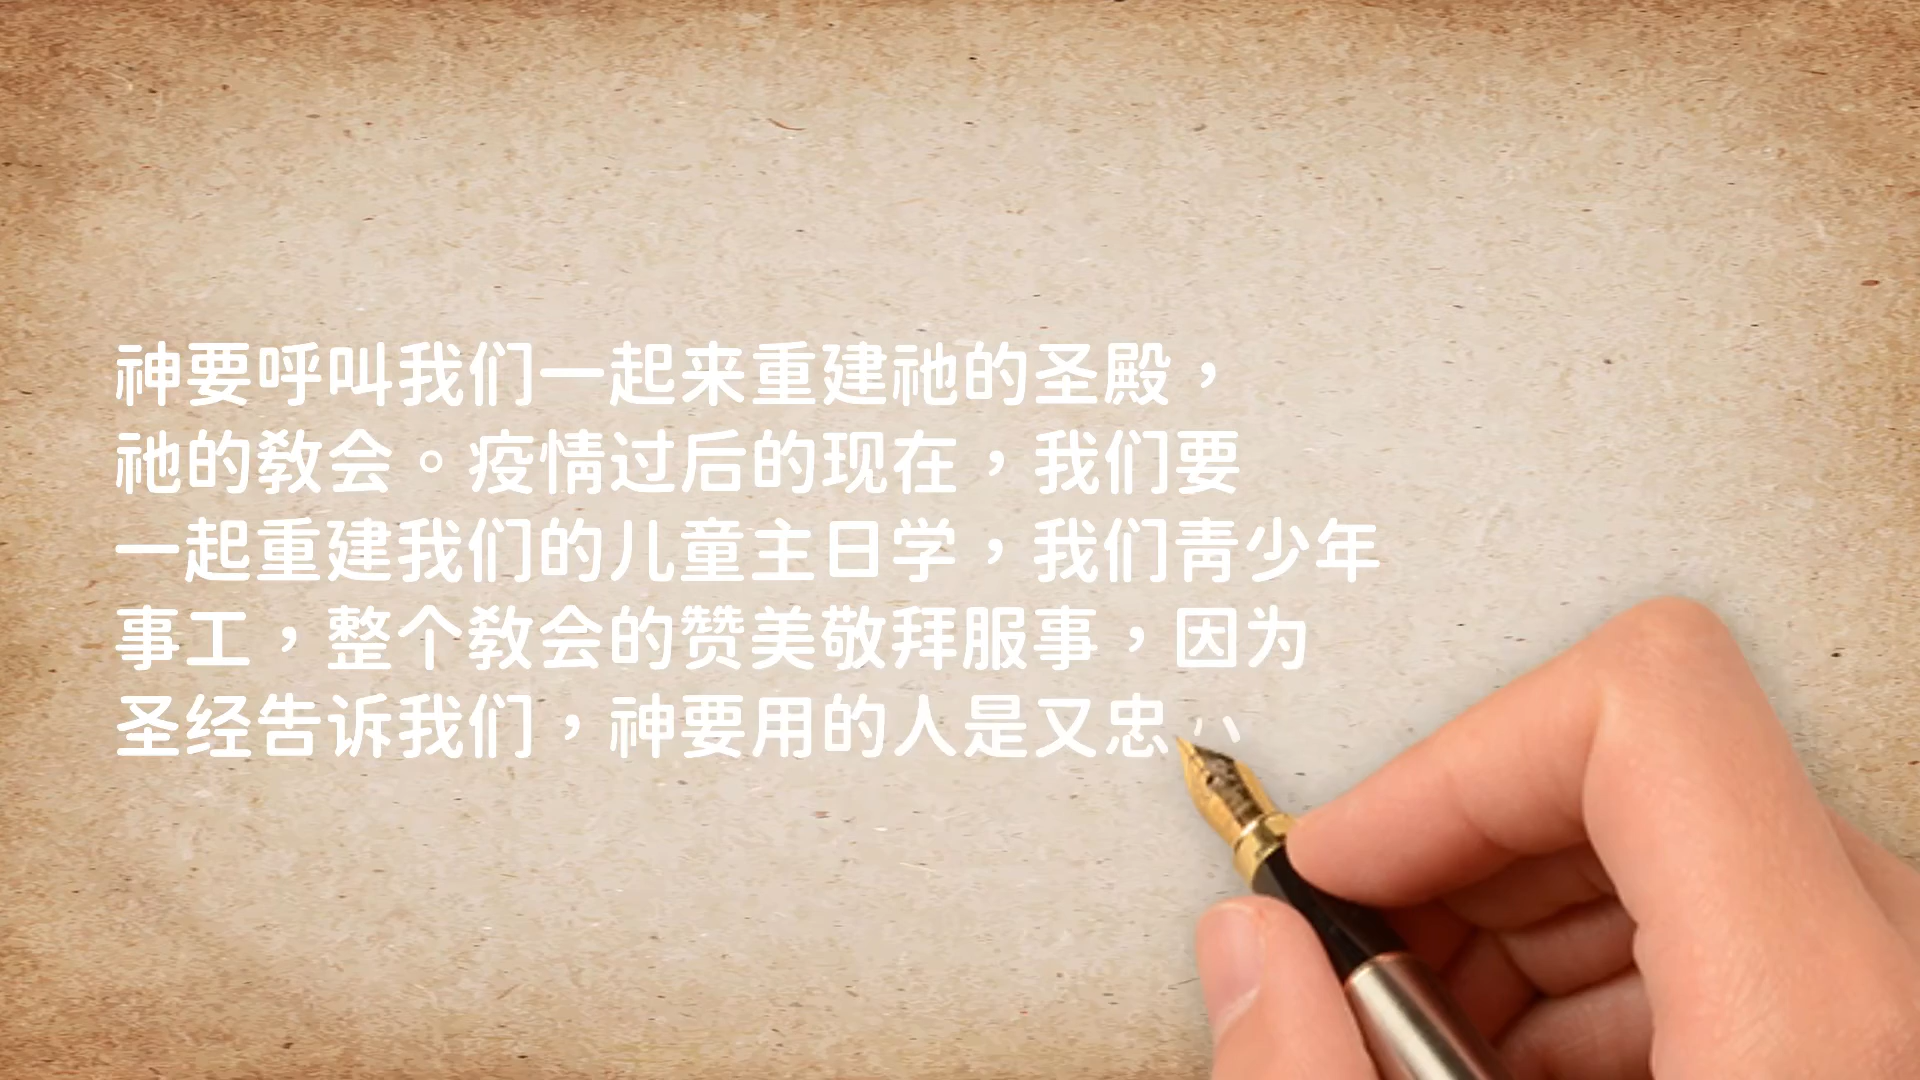 神要呼叫我们一起来重建祂的圣殿，
祂的教会。疫情过后的现在，我们要
一起重建我们的儿童主日学，我们青少年
事工，整个教会的赞美敬拜服事，因为
圣经告诉我们，神要用的人是又忠